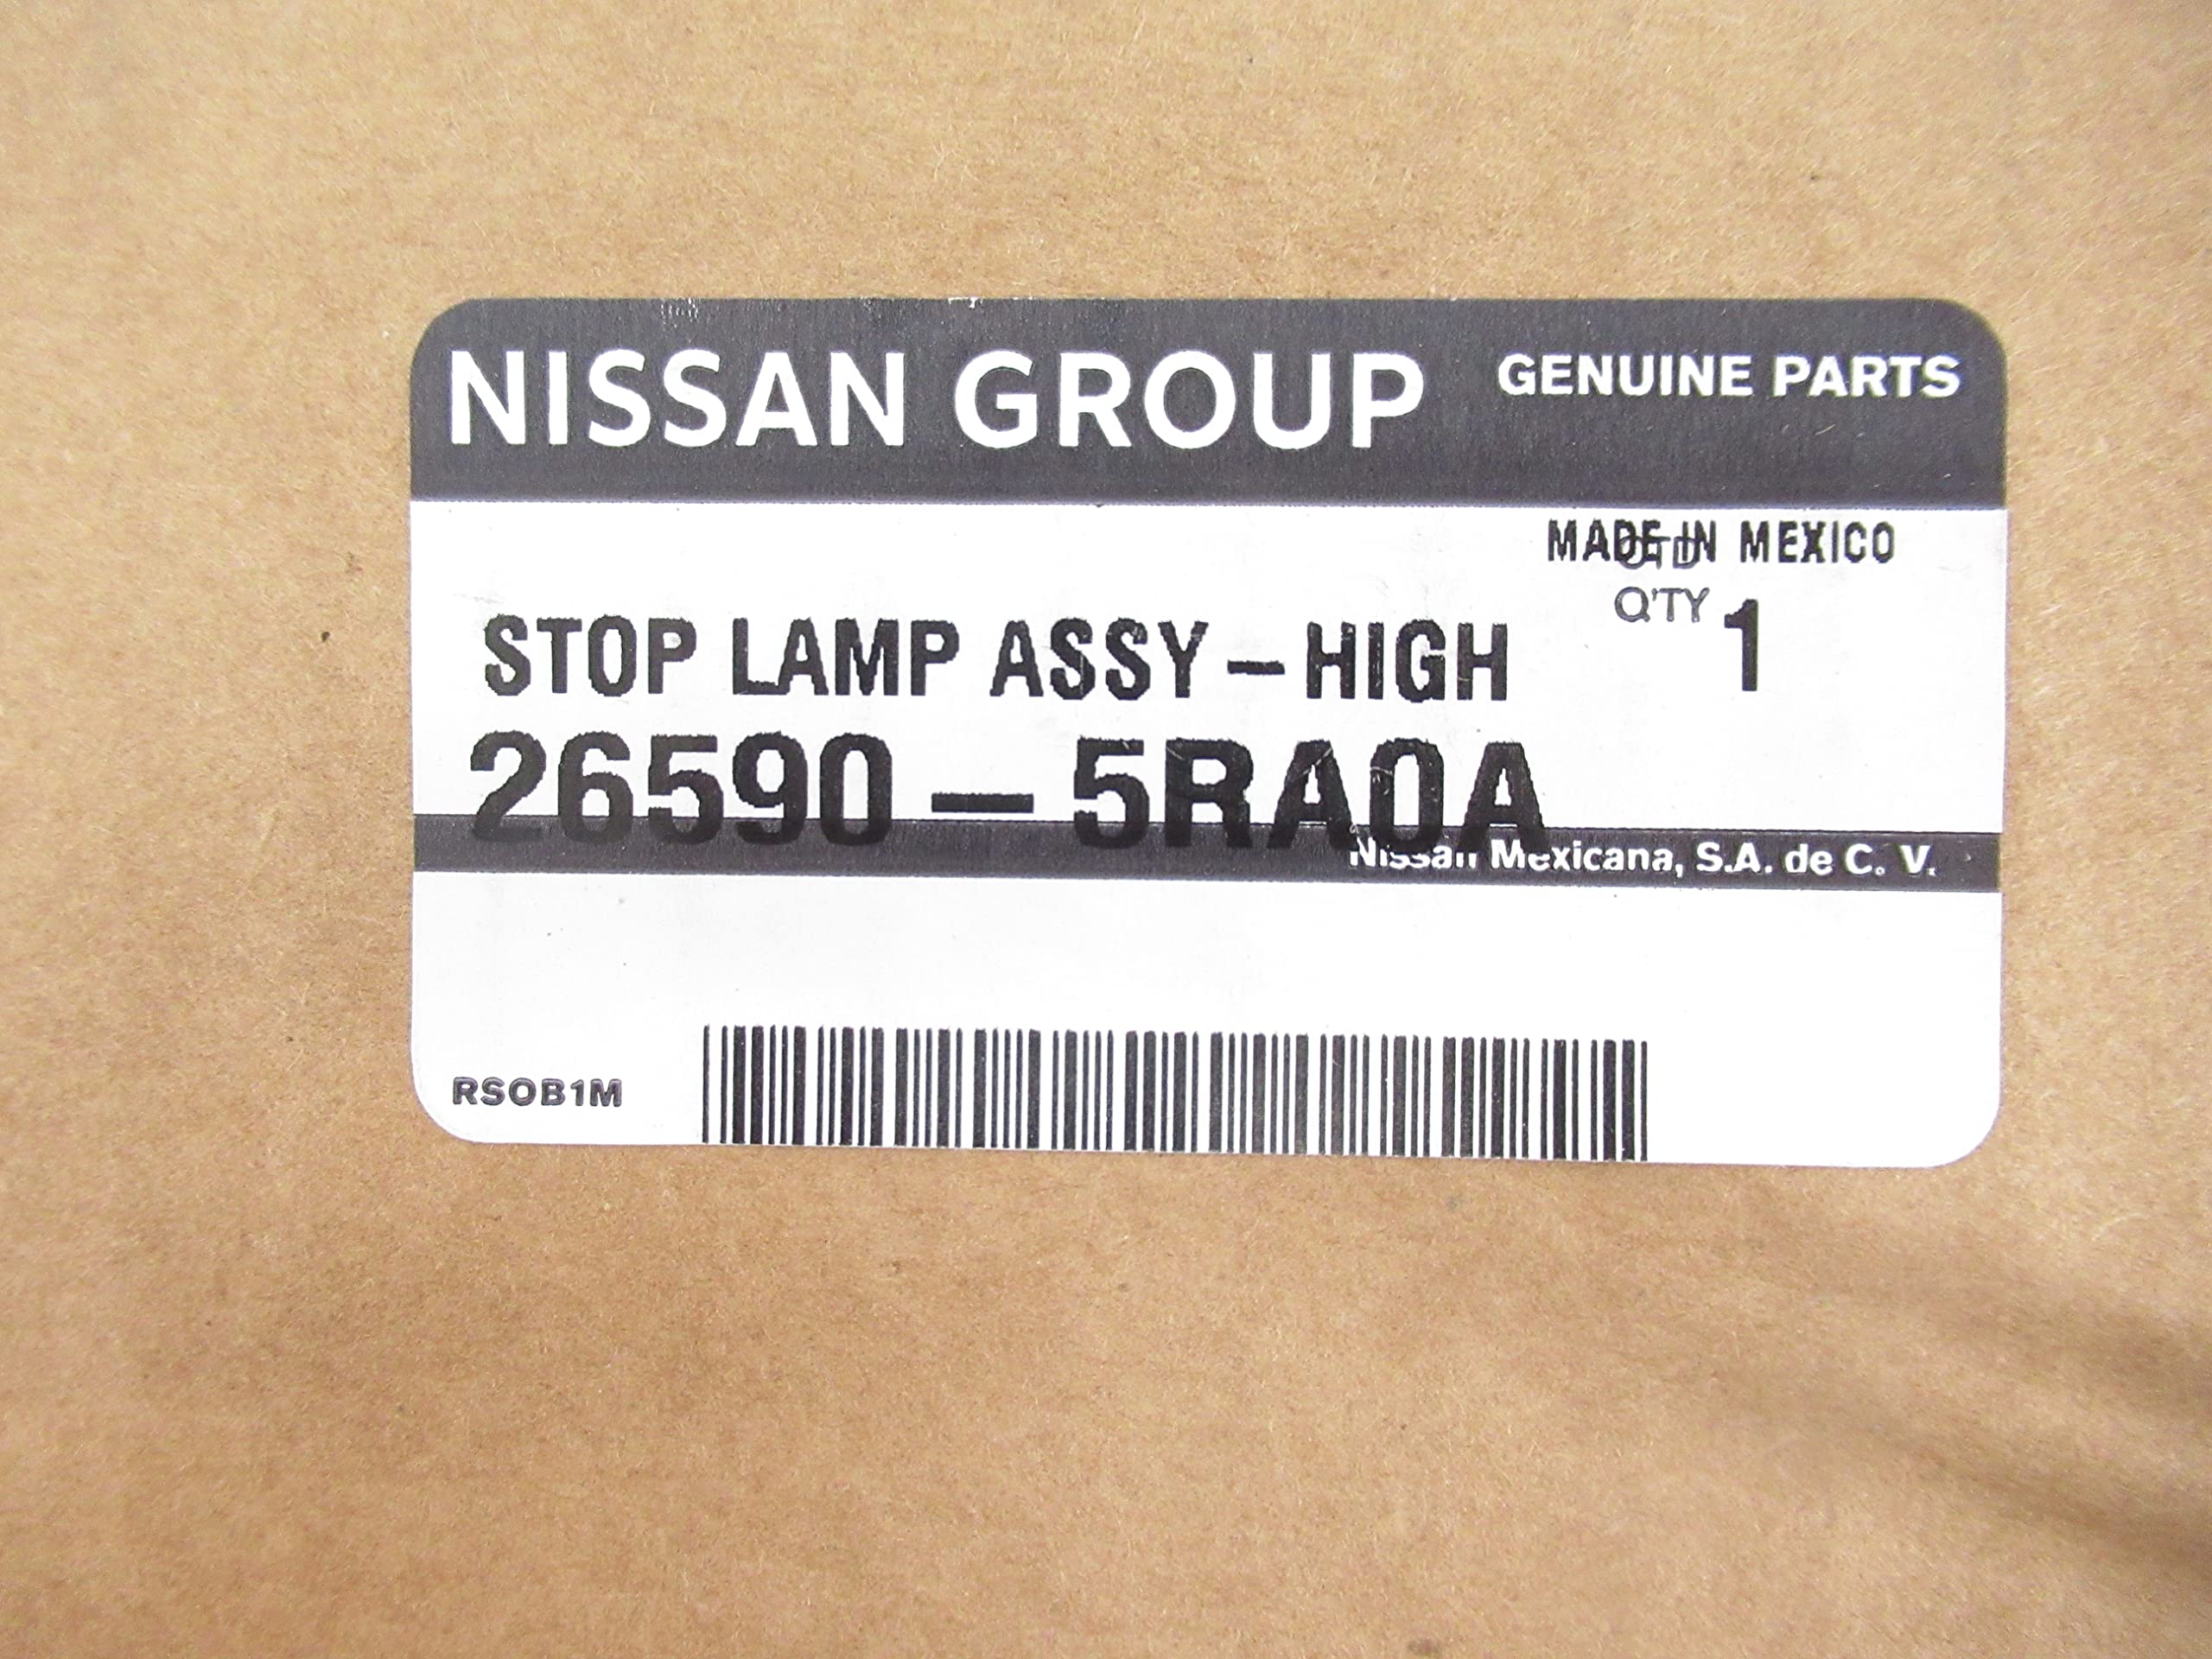 NISSAN GROUP GENUINE PARTS
MADE IN MEXICO
CTD
Q'TY 1
STOP LAMP ASSY-HIGH
26590-5RA0A
Nissan Mexicana, S.A. de C. V.
RSOB1M